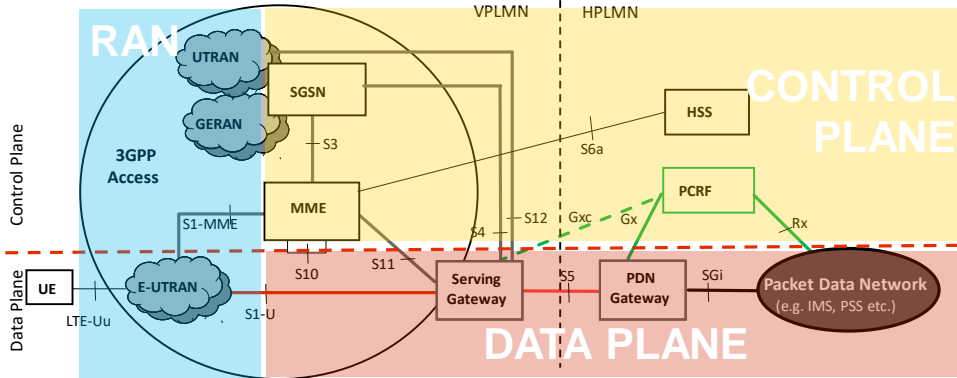 VPLMN
HPLMN
RAN
UTRAN
SGSN
GERAN
CONTROL
PLANE
HSS
S3
S6a
3GPP
Access
PCRF
MME
S1-MME
S12
Gxc
Gx
S4
Rx
Control Plane
S10
S11
UE
E-UTRAN
Serving
Gateway
S5
PDN
Gateway
SGi
Packet Data Network
(e.g. IMS, PSS etc.)
LTE-Uu
S1-U
DATA PLANE
Data Plane